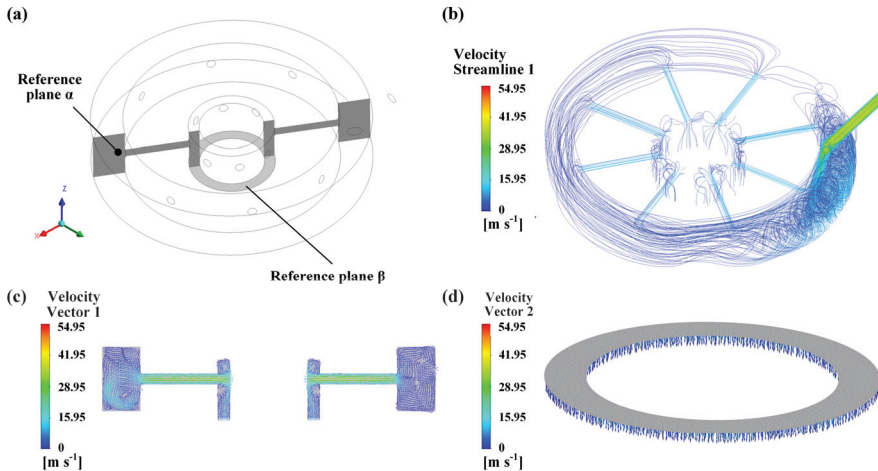 (a)
Reference
plane α
Z
X
Reference plane β
(b)
Velocity
Streamline 1
54.95
41.95
28.95
15.95
0
[m s⁻¹]
(c)
Velocity
Vector 1
54.95
41.95
28.95
15.95
0
[m s⁻¹]
(d)
Velocity
Vector 2
54.95
41.95
28.95
15.95
0
[m s⁻¹]